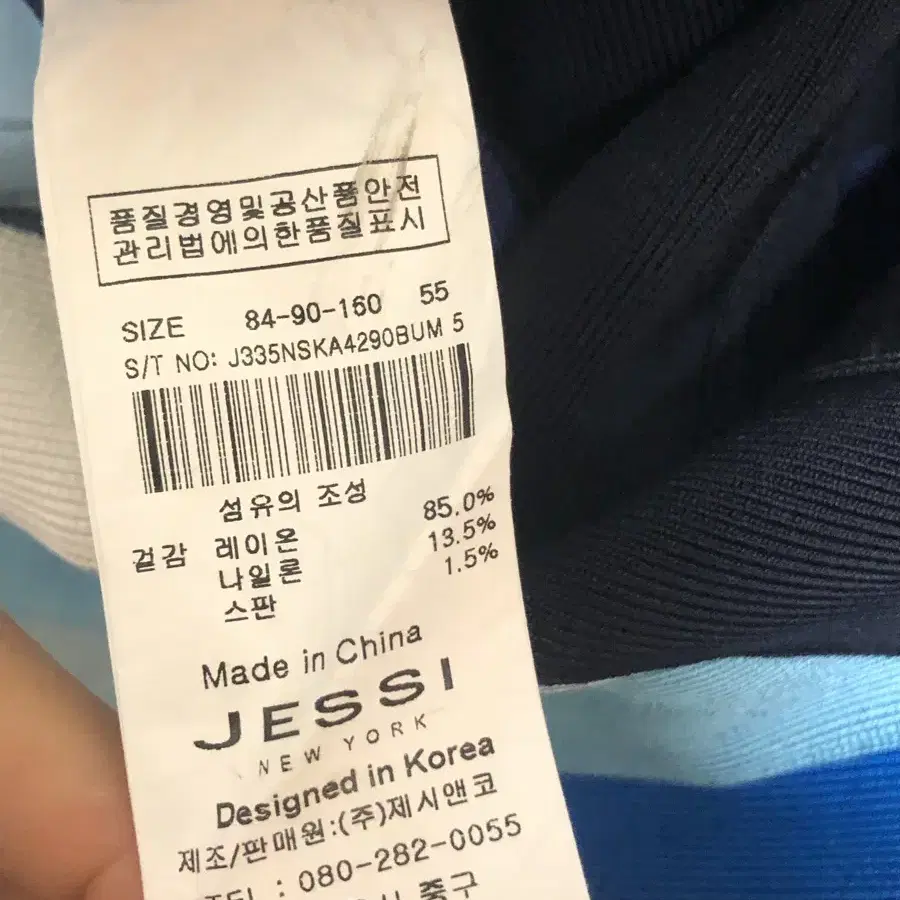 품질경영및공산품안전
관리법에의한품질표시
SIZE 84-90-160 55
S/T NO: J335NSKA4290BUM 5
섬유의 조성
겉감 레이온 85.0%
나일론 13.5%
스판 1.5%
Made in China
JESSI
NEW YORK
Designed in Korea
제조/판매원:(주)제시앤코
TEL : 080-282-0055
중구